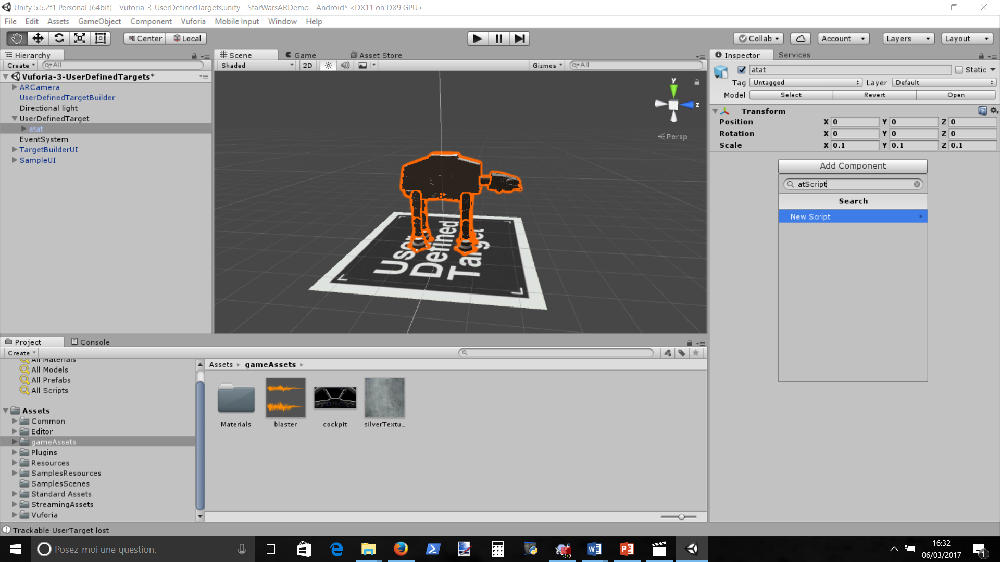 Unity 5.5.2f1 Personal (64bit) - Vuforia-3-UserDefinedTargets.unity - StarWarsARDemo - Android* <DX11 on DX9 GPU>
File Edit Assets GameObject Component Vuforia Mobile Input Window Help
Center Local Collab Account Layers Layout
Hierarchy
Create All
Vuforia-3-UserDefinedTargets*
ARCamera
UserDefinedTargetBuilder
Directional light
UserDefinedTarget
atat
EventSystem
TargetBuilderUI
SampleUI
Scene Game Asset Store
Shaded 2D Gizmos All
y
z
Persp
User
Defined
Target
Inspector Services
atat Static
Tag Untagged Layer Default
Model Select Revert Open
Transform
Position X 0 Y 0 Z 0
Rotation X 0 Y 0 Z 0
Scale X 0.1 Y 0.1 Z 0.1
Add Component
atScript
Search
New Script
Project Console
Create
All Materials
All Models
All Prefabs
All Scripts
Assets
Common
Editor
gameAssets
Plugins
Resources
SamplesResources
SamplesScenes
Standard Assets
StreamingAssets
Vuforia
Assets gameAssets
Materials blaster cockpit silverTextu...
Trackable UserTarget lost
Posez-moi une question.
16:32
06/03/2017
1